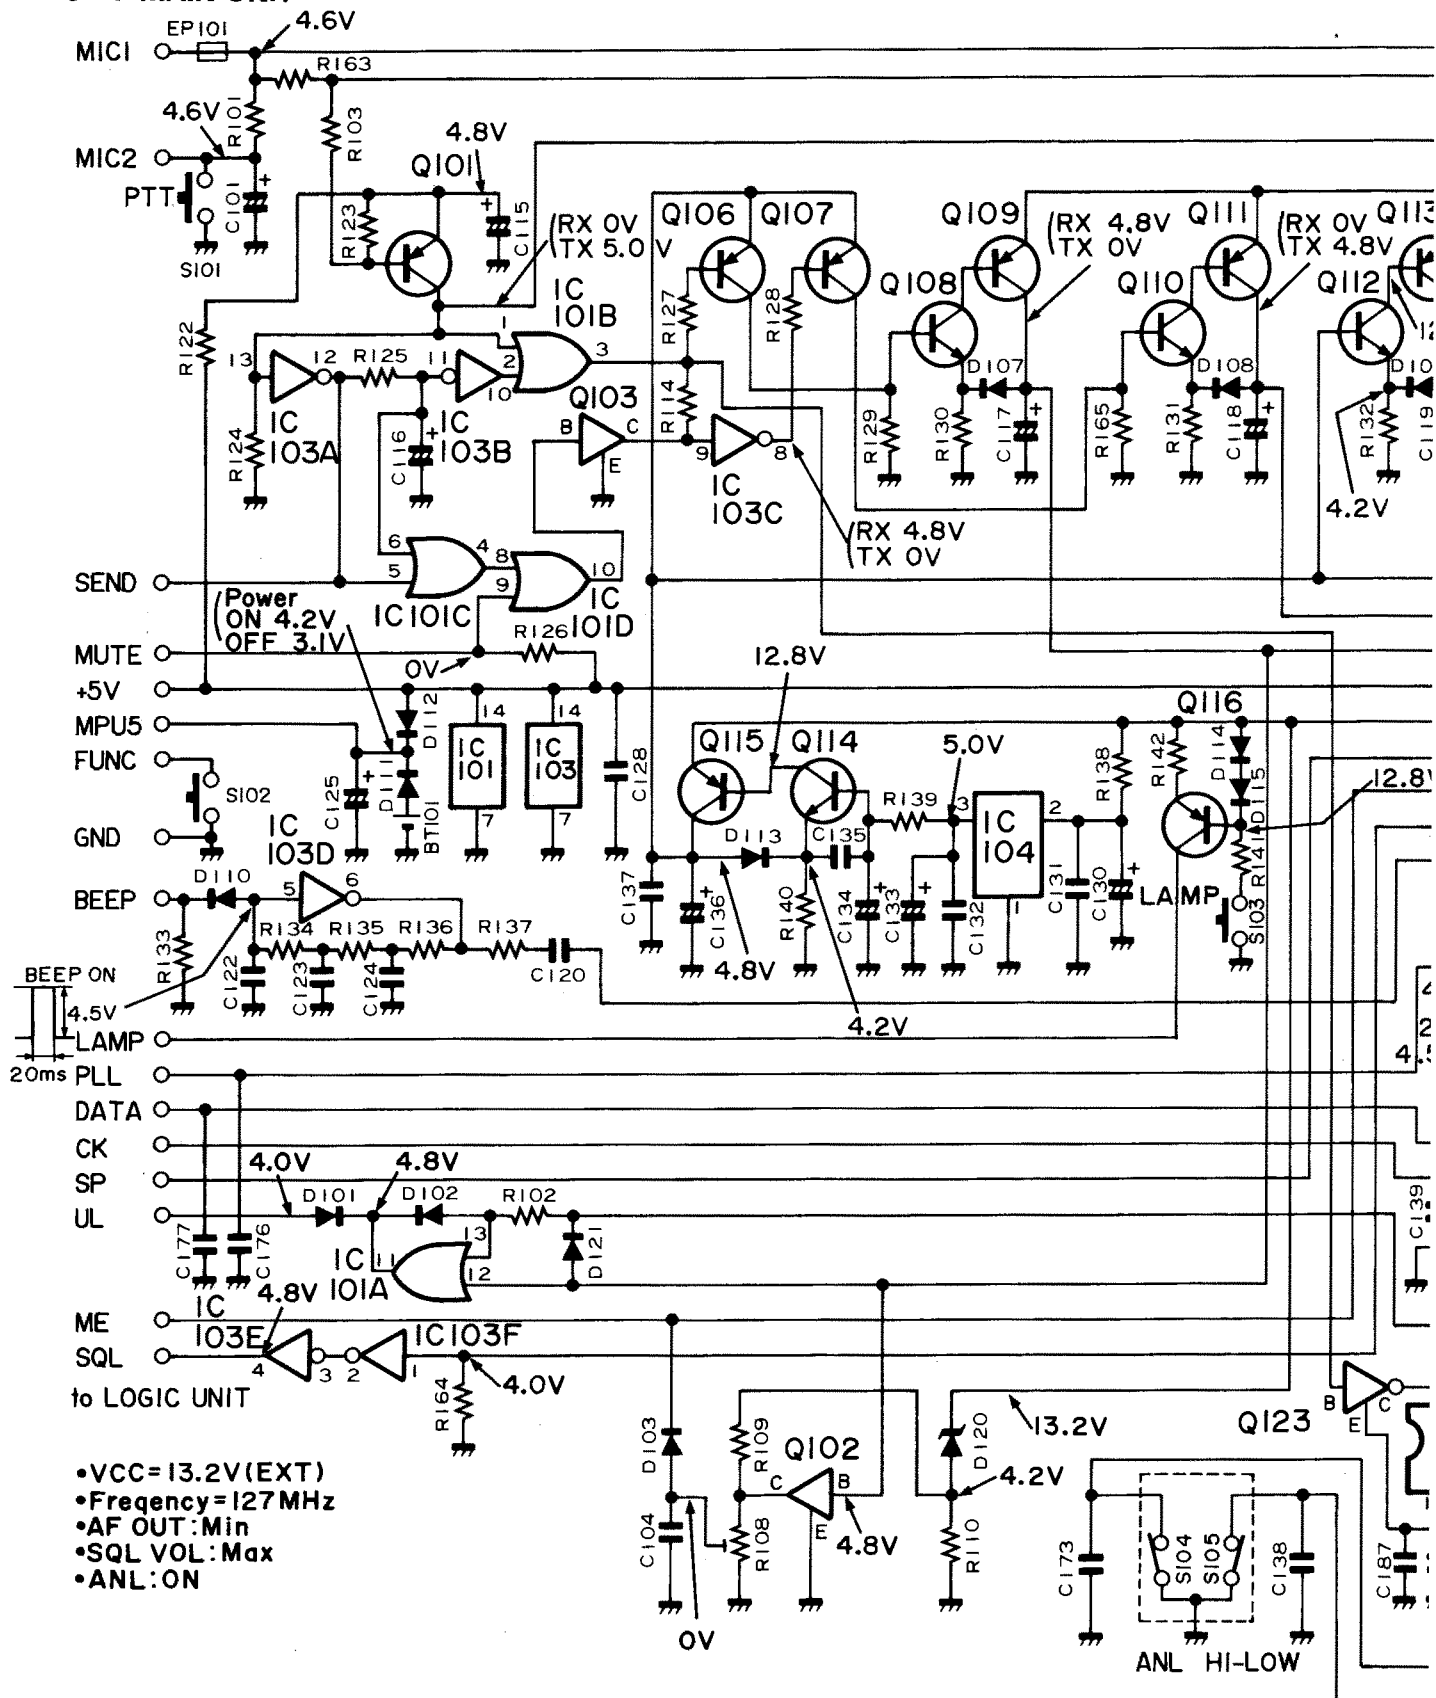 EP101
4.6V
MIC1
R163
4.6V
R101
R103
4.8V
MIC2
Q101
PTT
C101
R123
C115
(RX 0V
TX 5.0 V
Q106
Q107
Q109
(RX 4.8V
TX 0V
Q111
(RX 0V
TX 4.8V
Q113
S101
IC
101B
R127
R128
Q108
Q110
Q112
R122
1
13
12
R125
11
2
3
10
D107
D108
12
D10
Q103
R114
IC
103A
R124
C116
IC
103B
B
C
E
9
8
IC
103C
R129
R130
C117
R165
R131
C118
R132
C119
4.2V
(RX 4.8V
TX 0V
6
5
4
8
9
10
SEND
IC101C
IC
101D
(Power
ON 4.2V
OFF 3.1V
MUTE
R126
0V
12.8V
+5V
MPU5
D112
14
14
Q116
FUNC
IC
101
IC
103
C128
Q115
Q114
5.0V
R138
R142
D114
D115
12.8V
S102
C125
D111
BT101
R139
3
IC
104
2
GND
7
7
IC
103D
D113
C135
R141
D110
5
6
BEEP
C137
C136
R140
C134
C133
C132
1
C131
C130
LAMP
S103
R133
R134
R135
R136
R137
BEEP ON
C122
C123
C124
C120
4.8V
4.5V
4.2V
LAMP
20ms
PLL
4.5
DATA
CK
4.0V
4.8V
SP
D101
D102
R102
UL
C139
C177
C176
11
13
12
IC
101A
D121
4.8V
ME
IC
103E
IC103F
SQL
4
3
2
1
4.0V
to LOGIC UNIT
R164
B
C
E
Q123
13.2V
D103
R109
Q102
D120
•VCC=13.2V(EXT)
•Freqency=127MHz
•AF OUT:Min
•SQL VOL:Max
•ANL:ON
C
B
E
4.2V
4.8V
C104
R108
R110
C173
S104
S105
C138
C187
0V
ANL HI-LOW